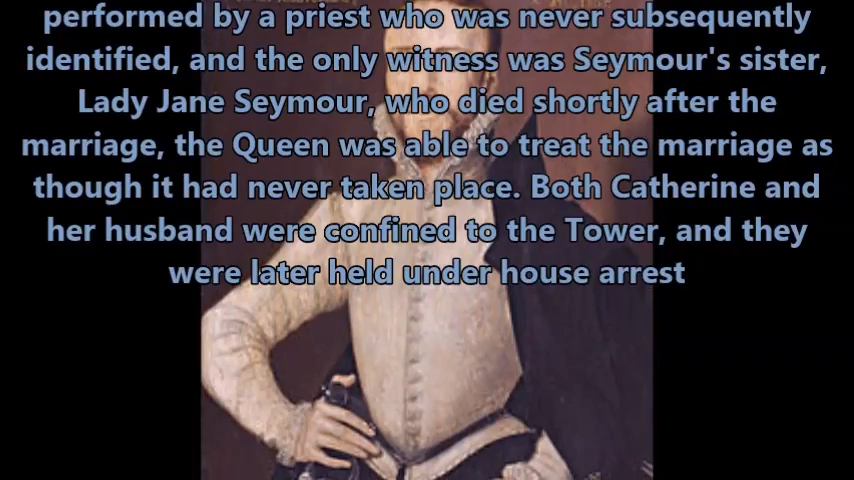 performed by a priest who was never subsequently
identified, and the only witness was Seymour's sister,
Lady Jane Seymour, who died shortly after the
marriage, the Queen was able to treat the marriage as
though it had never taken place. Both Catherine and
her husband were confined to the Tower, and they
were later held under house arrest